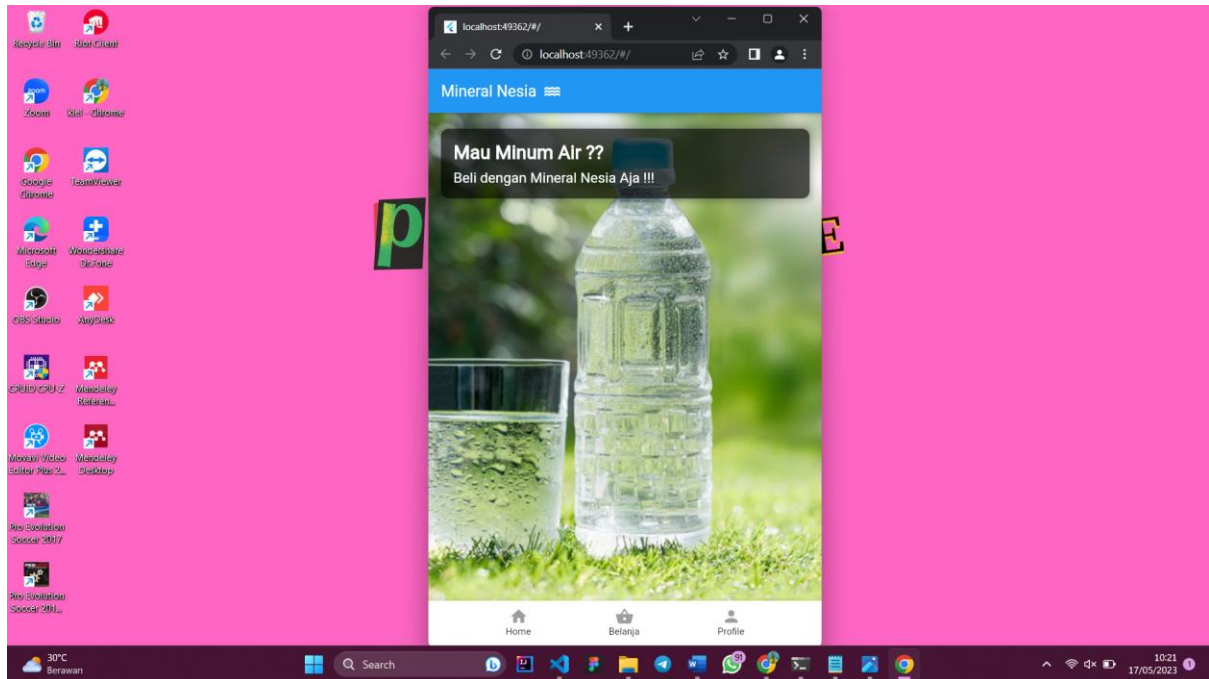 localhost:49362/#/
localhost:49362/#/
Mineral Nesia
Mau Minum Air ??
Beli dengan Mineral Nesia Aja !!!
Home
Belanja
Profile
Recycle Bin
Riot Client
zoom
Zoom
Google
Chrome
TeamViewer
Microsoft
Edge
Wondershare
Dr.Fone
OBS Studio
AnyDesk
CPUID CPU-Z
Mendeley
Referen...
Movavi Video
Editor Plus 2...
Mendeley
Desktop
Pro Evolution
Soccer 2017
Pro Evolution
Soccer 201...
p
E
30°C
Berawan
Search
91
10:21
17/05/2023
1